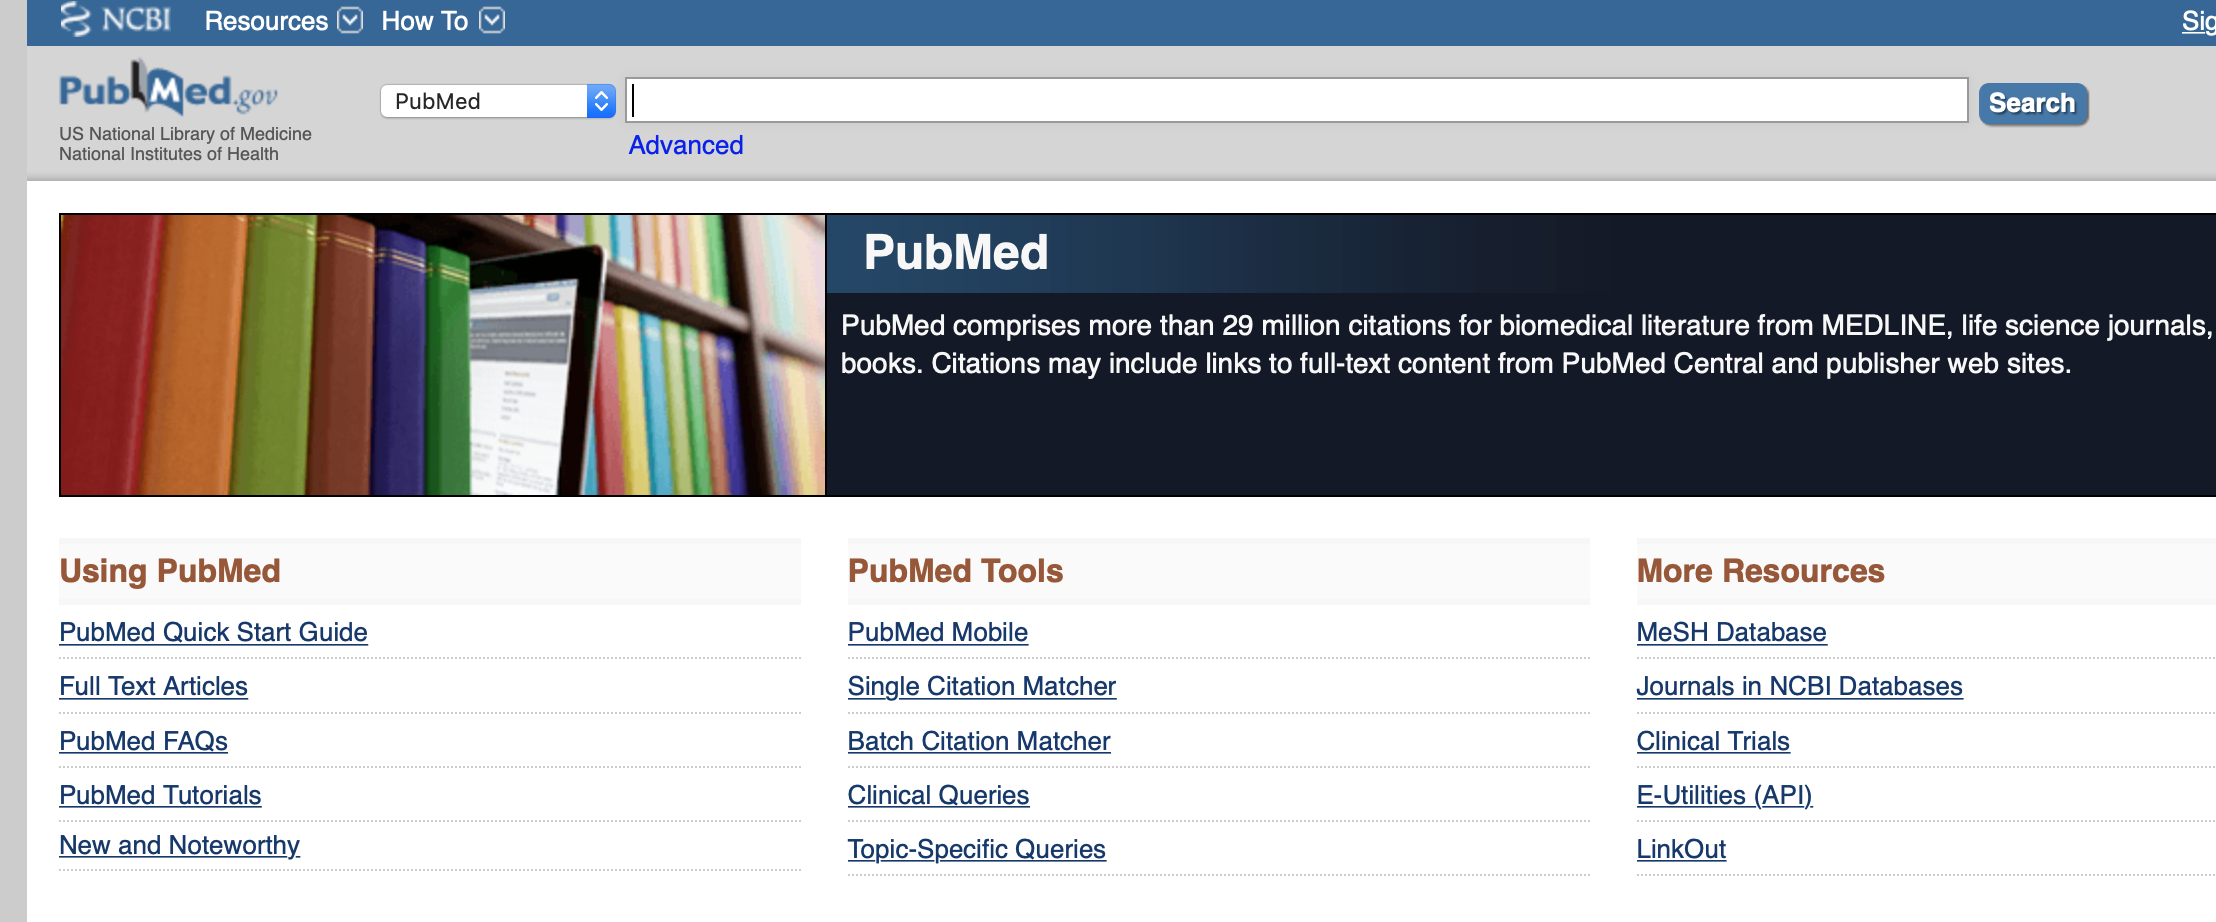 NCBI Resources How To
PubMed.gov
US National Library of Medicine
National Institutes of Health
PubMed
Search
Advanced
PubMed
PubMed comprises more than 29 million citations for biomedical literature from MEDLINE, life science journals,
books. Citations may include links to full-text content from PubMed Central and publisher web sites.
Using PubMed
PubMed Quick Start Guide
Full Text Articles
PubMed FAQs
PubMed Tutorials
New and Noteworthy
PubMed Tools
PubMed Mobile
Single Citation Matcher
Batch Citation Matcher
Clinical Queries
Topic-Specific Queries
More Resources
MeSH Database
Journals in NCBI Databases
Clinical Trials
E-Utilities (API)
LinkOut